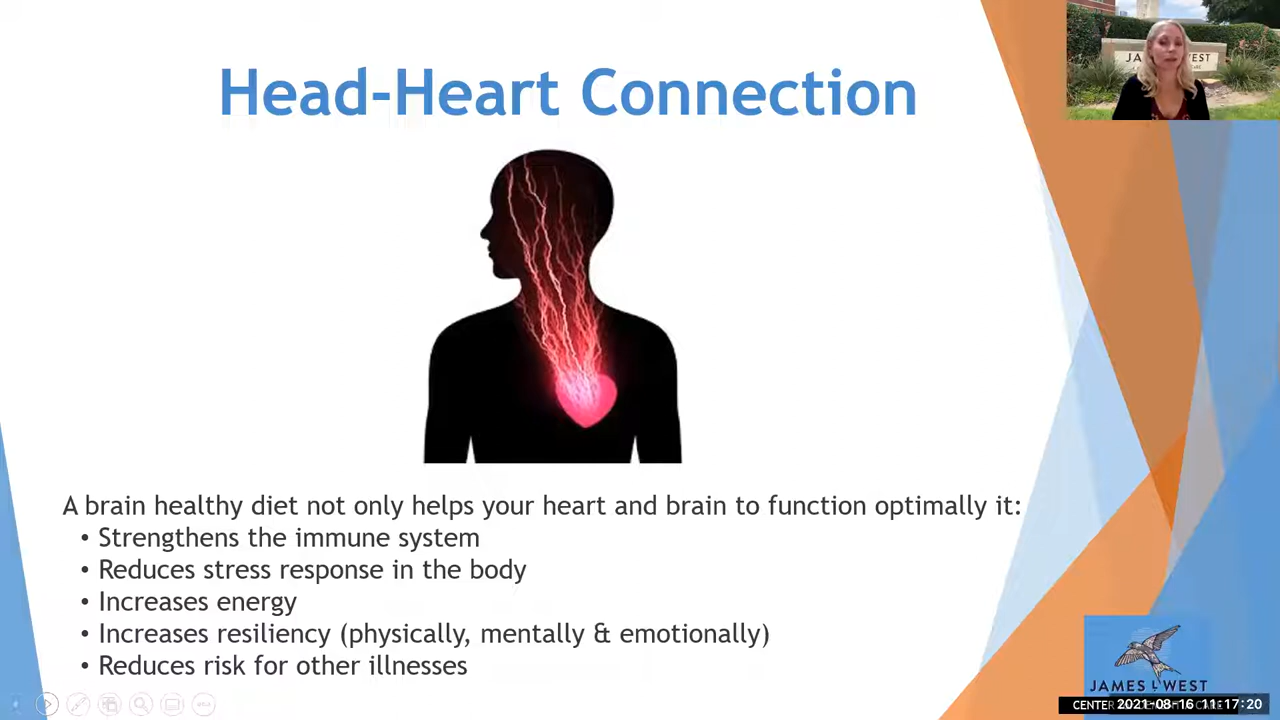 Head-Heart Connection
A brain healthy diet not only helps your heart and brain to function optimally it:
• Strengthens the immune system
• Reduces stress response in the body
• Increases energy
• Increases resiliency (physically, mentally & emotionally)
• Reduces risk for other illnesses
JAMES L WEST
CENTER
2021-08-16 11:17:20